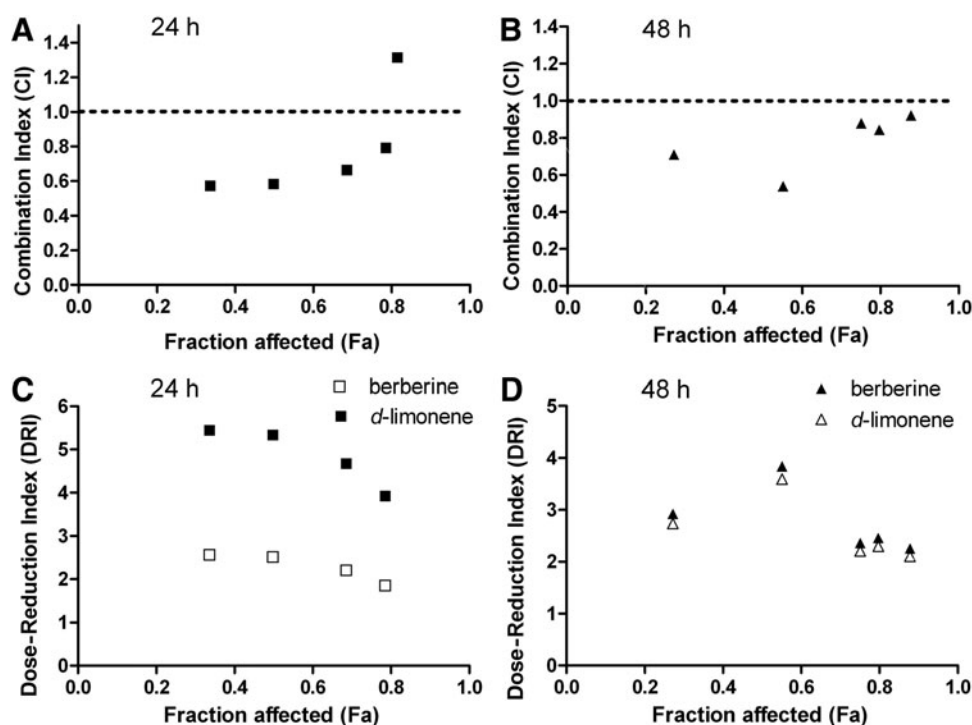 A
24 h
Combination Index (CI)
1.4
1.2
1.0
0.8
0.6
0.4
0.2
0.0
0.0 0.2 0.4 0.6 0.8 1.0
Fraction affected (Fa)
B
48 h
Combination Index (CI)
1.4
1.2
1.0
0.8
0.6
0.4
0.2
0.0
0.0 0.2 0.4 0.6 0.8 1.0
Fraction affected (Fa)
C
24 h
berberine
d-limonene
Dose-Reduction Index (DRI)
6
5
4
3
2
1
0
0.0 0.2 0.4 0.6 0.8 1.0
Fraction affected (Fa)
D
48 h
berberine
d-limonene
Dose-Reduction Index (DRI)
5
4
3
2
1
0
0.0 0.2 0.4 0.6 0.8 1.0
Fraction affected (Fa)